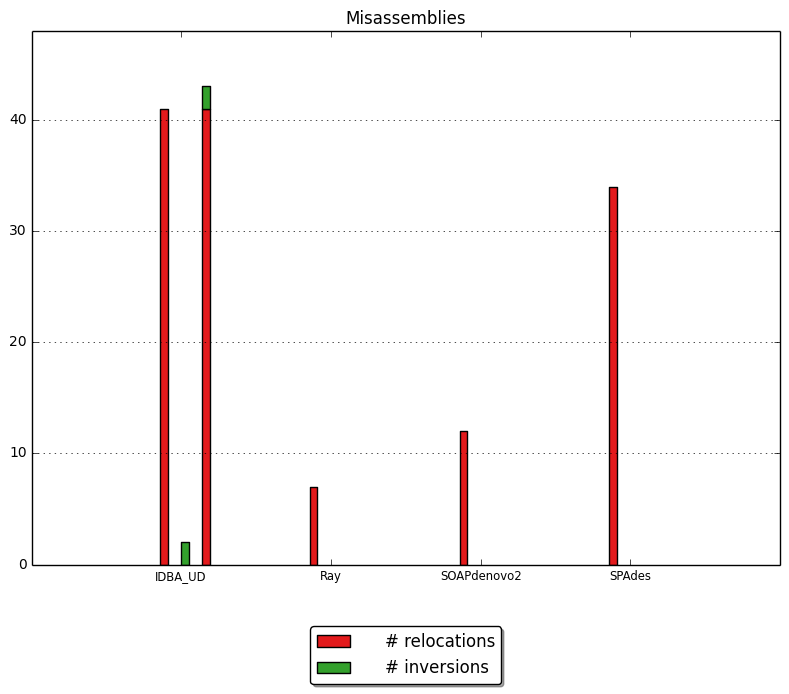 Misassemblies
40
30
20
10
0
IDBA_UD Ray SOAPdenovo2 SPAdes
# relocations
# inversions